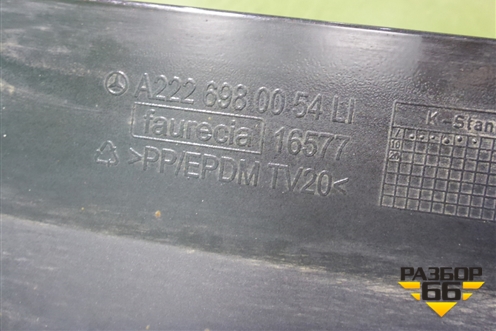 A222 698 00 54 LI
faurecia 16577
>PP/EPDM TV20<
K-Stan
РАЗБОР
66